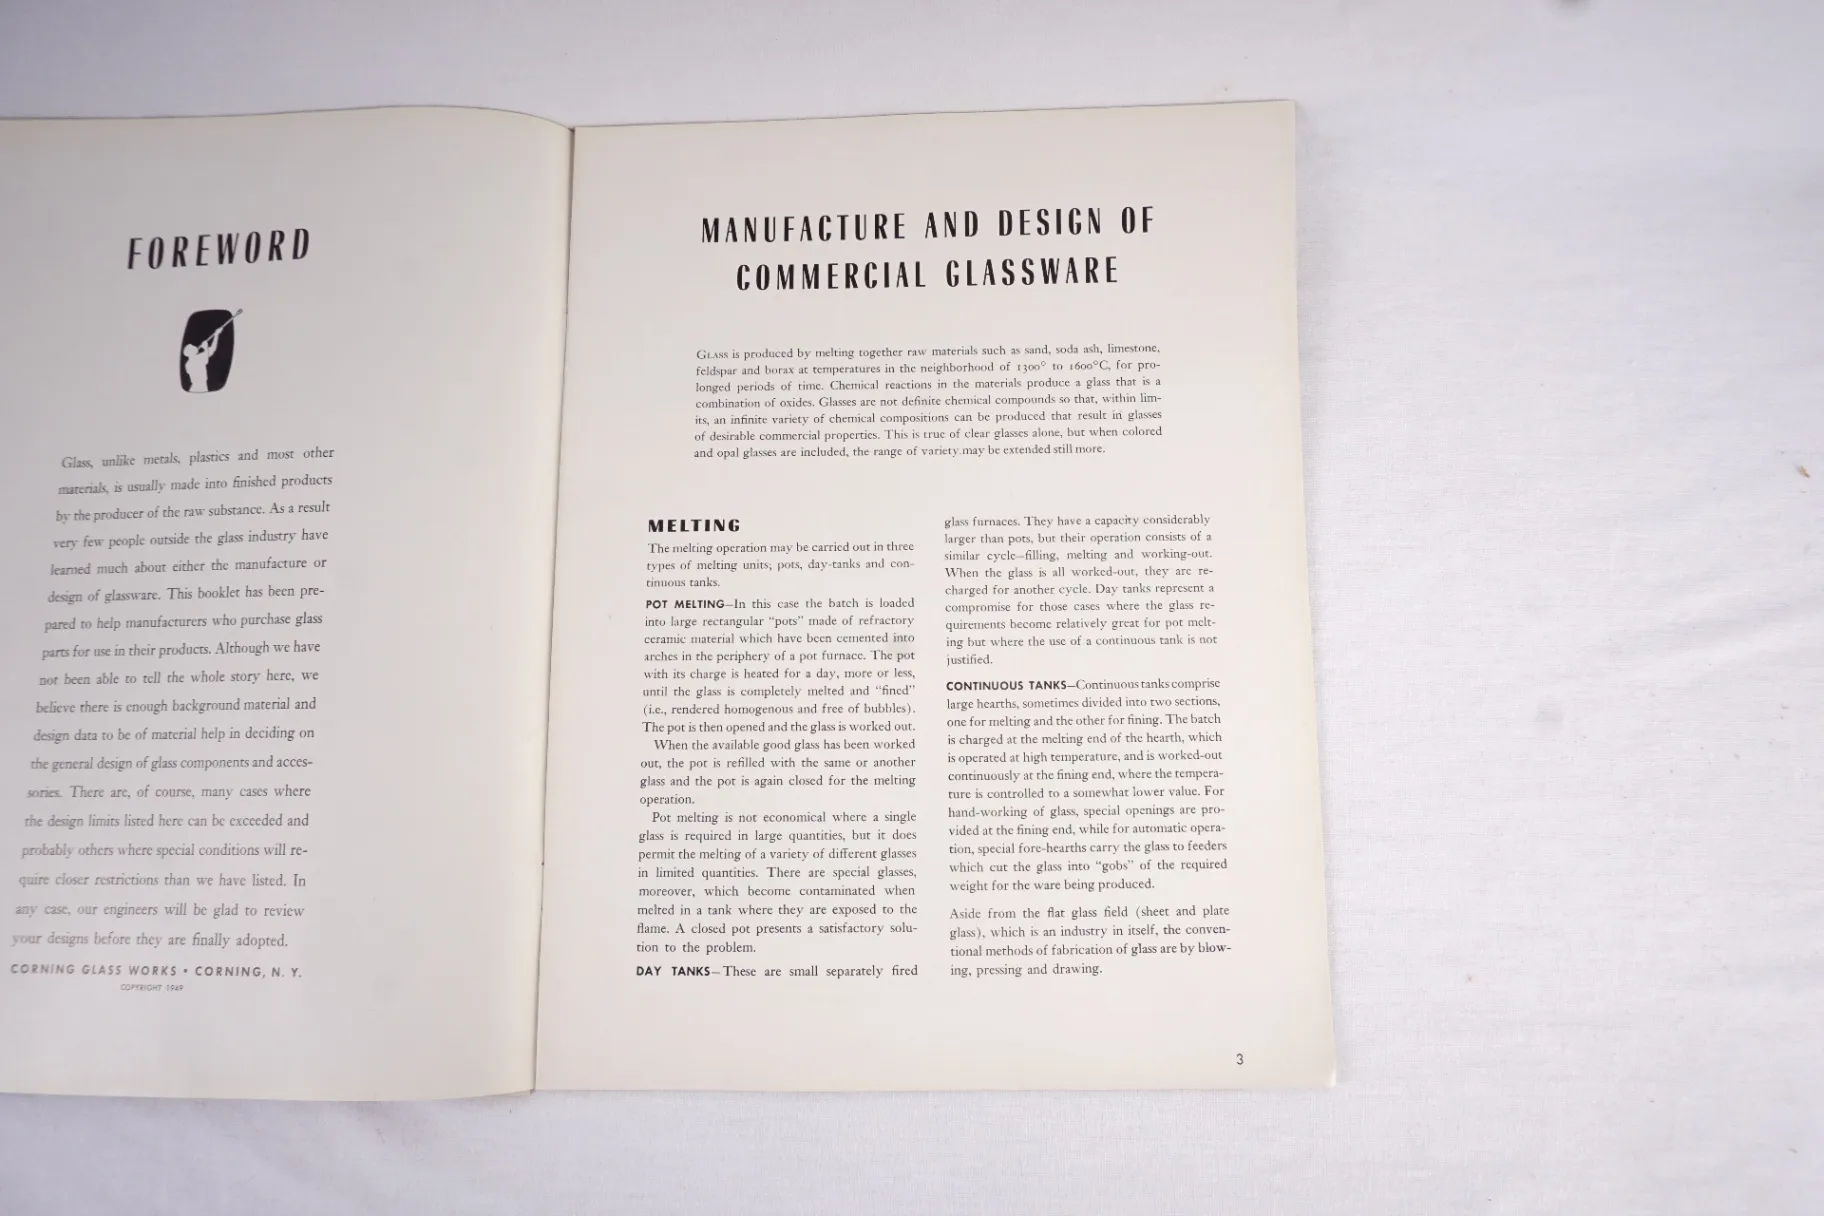 FOREWORD
Glass, unlike metals, plastics and most other
materials, is usually made into finished products
by the producer of the raw substance. As a result
very few people outside the glass industry have
learned much about either the manufacture or
design of glassware. This booklet has been pre-
pared to help manufacturers who purchase glass
parts for use in their products. Although we have
not been able to tell the whole story here, we
believe there is enough background material and
design data to be of material help in deciding on
the general design of glass components and acces-
sories. There are, of course, many cases where
the design limits listed here can be exceeded and
probably others where special conditions will re-
quire closer restrictions than we have listed. In
any case, our engineers will be glad to review
your designs before they are finally adopted.
CORNING GLASS WORKS • CORNING, N. Y.
COPYRIGHT 1949
MANUFACTURE AND DESIGN OF
COMMERCIAL GLASSWARE
GLASS is produced by melting together raw materials such as sand, soda ash, limestone,
feldspar and borax at temperatures in the neighborhood of 1300° to 1600°C, for pro-
longed periods of time. Chemical reactions in the materials produce a glass that is a
combination of oxides. Glasses are not definite chemical compounds so that, within lim-
its, an infinite variety of chemical compositions can be produced that result in glasses
of desirable commercial properties. This is true of clear glasses alone, but when colored
and opal glasses are included, the range of variety may be extended still more.
MELTING
The melting operation may be carried out in three
types of melting units; pots, day-tanks and con-
tinuous tanks.
POT MELTING—In this case the batch is loaded
into large rectangular "pots" made of refractory
ceramic material which have been cemented into
arches in the periphery of a pot furnace. The pot
with its charge is heated for a day, more or less,
until the glass is completely melted and "fined"
(i.e., rendered homogenous and free of bubbles).
The pot is then opened and the glass is worked out.
When the available good glass has been worked
out, the pot is refilled with the same or another
glass and the pot is again closed for the melting
operation.
Pot melting is not economical where a single
glass is required in large quantities, but it does
permit the melting of a variety of different glasses
in limited quantities. There are special glasses,
moreover, which become contaminated when
melted in a tank where they are exposed to the
flame. A closed pot presents a satisfactory solu-
tion to the problem.
DAY TANKS—These are small separately fired
glass furnaces. They have a capacity considerably
larger than pots, but their operation consists of a
similar cycle—filling, melting and working-out.
When the glass is all worked-out, they are re-
charged for another cycle. Day tanks represent a
compromise for those cases where the glass re-
quirements become relatively great for pot melt-
ing but where the use of a continuous tank is not
justified.
CONTINUOUS TANKS—Continuous tanks comprise
large hearths, sometimes divided into two sections,
one for melting and the other for fining. The batch
is charged at the melting end of the hearth, which
is operated at high temperature, and is worked-out
continuously at the fining end, where the tempera-
ture is controlled to a somewhat lower value. For
hand-working of glass, special openings are pro-
vided at the fining end, while for automatic opera-
tion, special fore-hearths carry the glass to feeders
which cut the glass into "gobs" of the required
weight for the ware being produced.
Aside from the flat glass field (sheet and plate
glass), which is an industry in itself, the conven-
tional methods of fabrication of glass are by blow-
ing, pressing and drawing.
3